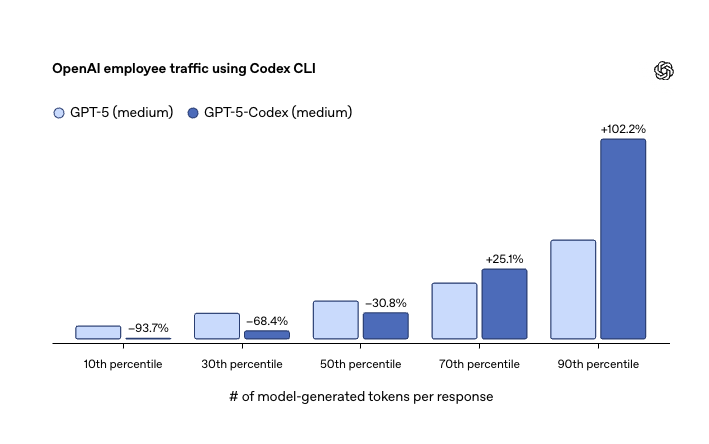 OpenAI employee traffic using Codex CLI
GPT-5 (medium) GPT-5-Codex (medium)
+102.2%
+25.1%
−30.8%
−68.4%
−93.7%
10th percentile 30th percentile 50th percentile 70th percentile 90th percentile
# of model-generated tokens per response